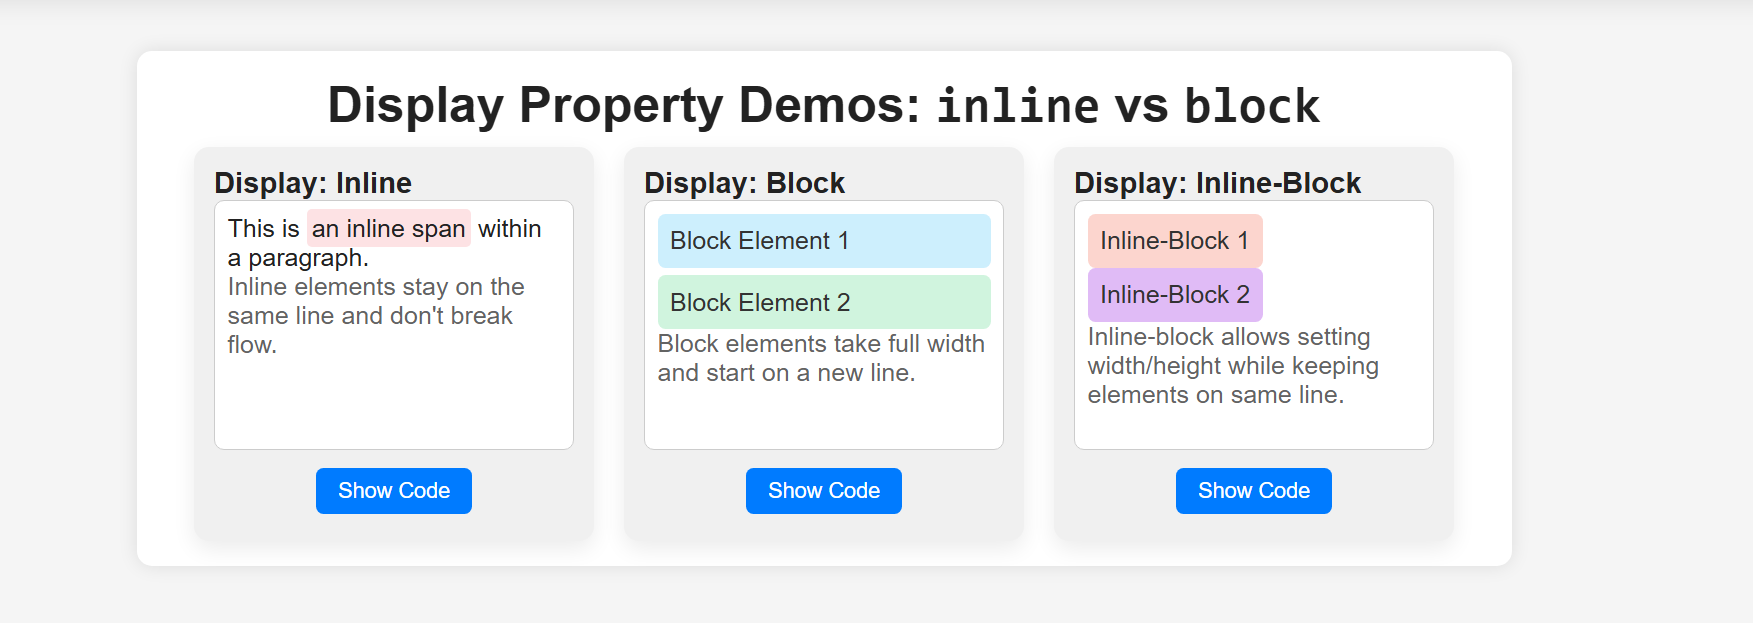 Display Property Demos: inline vs block
Display: Inline
This is an inline span within
a paragraph.
Inline elements stay on the
same line and don't break
flow.
Show Code
Display: Block
Block Element 1
Block Element 2
Block elements take full width
and start on a new line.
Show Code
Display: Inline-Block
Inline-Block 1
Inline-Block 2
Inline-block allows setting
width/height while keeping
elements on same line.
Show Code